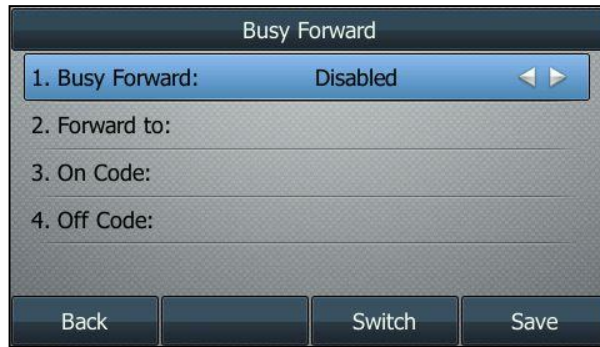 Busy Forward
1. Busy Forward: Disabled
2. Forward to:
3. On Code:
4. Off Code:
Back Switch Save